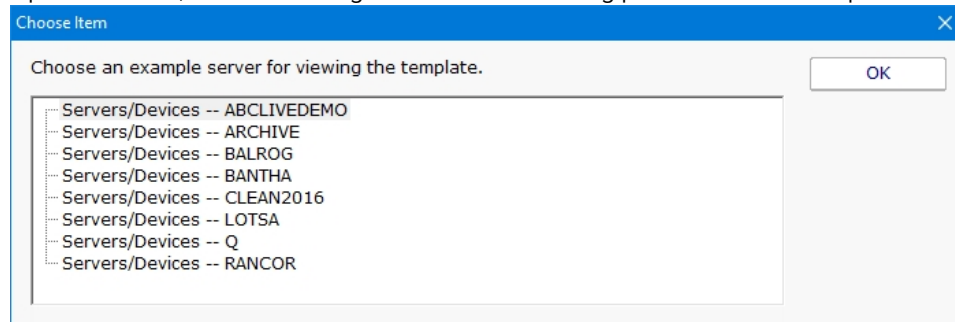 Choose Item
Choose an example server for viewing the template.
OK
Servers/Devices -- ABCLIVEDEMO
Servers/Devices -- ARCHIVE
Servers/Devices -- BALROG
Servers/Devices -- BANTHA
Servers/Devices -- CLEAN2016
Servers/Devices -- LOTSA
Servers/Devices -- Q
Servers/Devices -- RANCOR